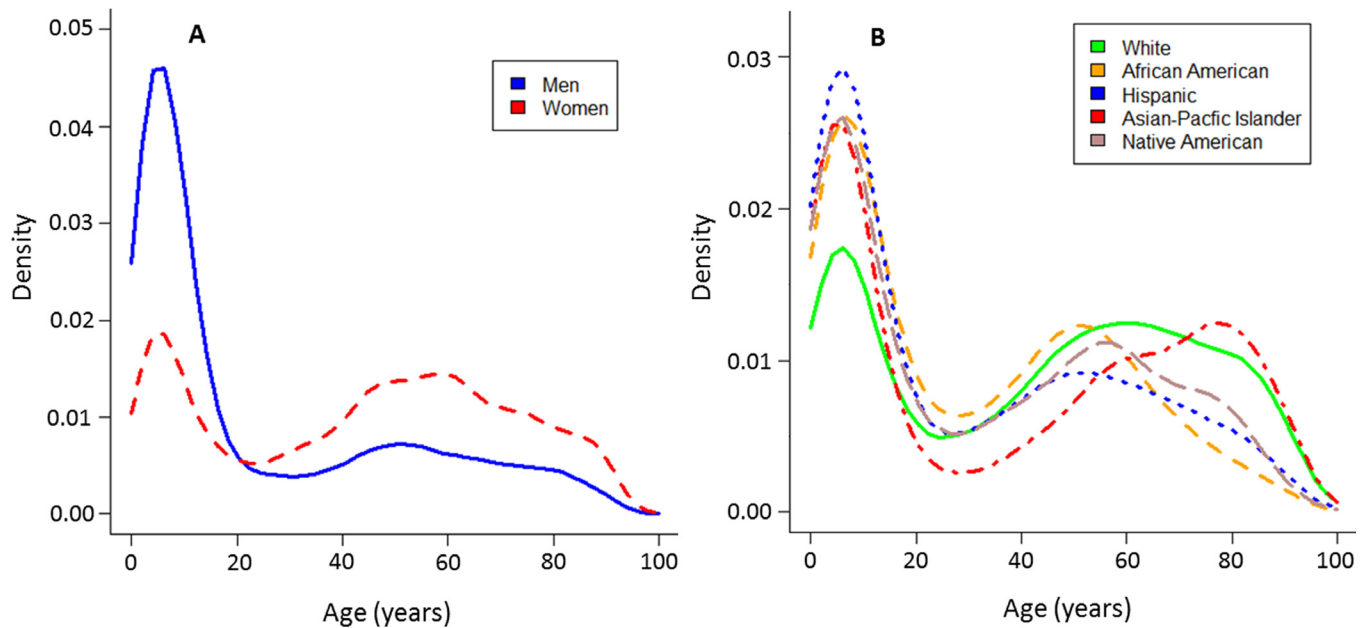 A
Men
Women
0.05
0.04
0.03
0.02
0.01
0.00
Density
0 20 40 60 80 100
Age (years)
B
White
African American
Hispanic
Asian-Pacfic Islander
Native American
0.03
0.02
0.01
0.00
Density
0 20 40 60 80 100
Age (years)